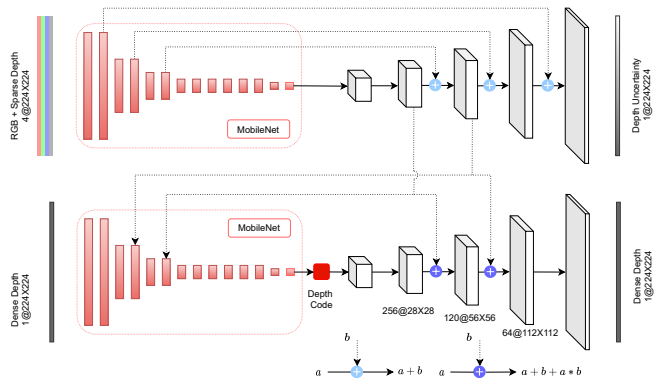 RGB + Sparse Depth
4@224X224
MobileNet
Depth Uncertainty
1@224X224
Dense Depth
1@224X224
MobileNet
Depth
Code
256@28X28
120@56X56
64@112X112
Dense Depth
1@224X224
b
a
a + b
b
a
a + b + a * b